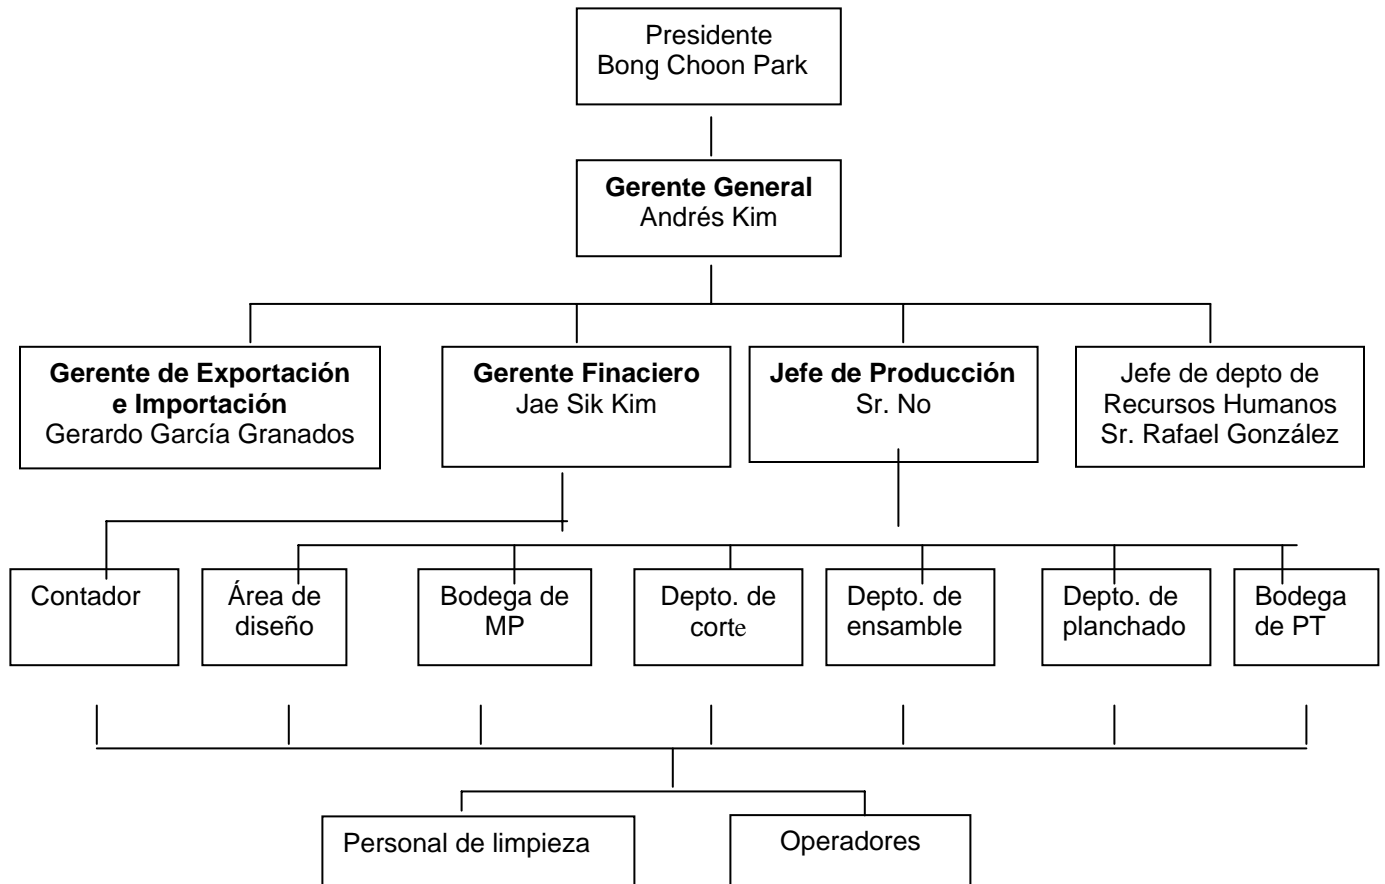 Presidente
Bong Choon Park
Gerente General
Andrés Kim
Gerente de Exportación
e Importación
Gerardo García Granados
Gerente Finaciero
Jae Sik Kim
Jefe de Producción
Sr. No
Jefe de depto de
Recursos Humanos
Sr. Rafael González
Contador
Área de
diseño
Bodega de
MP
Depto. de
corte
Depto. de
ensamble
Depto. de
planchado
Bodega
de PT
Personal de limpieza
Operadores